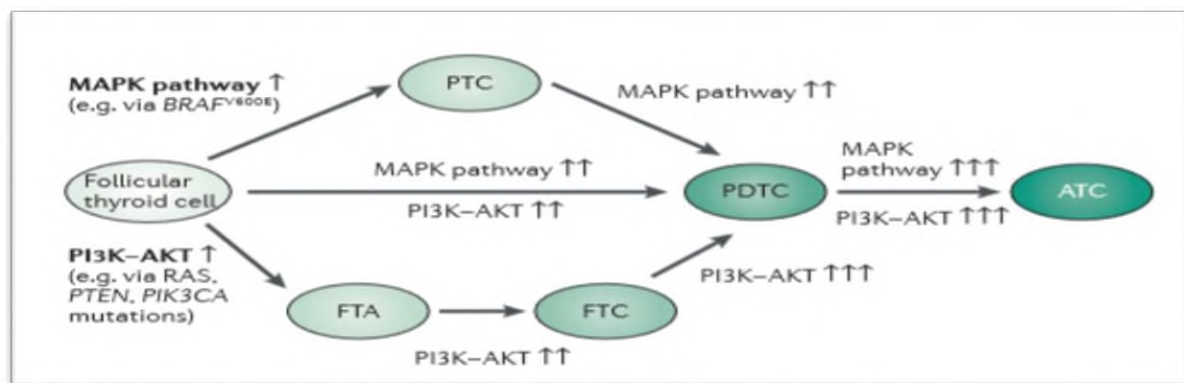 MAPK pathway ↑
(e.g. via BRAFV600E)
PTC
MAPK pathway ↑↑
Follicular
thyroid cell
MAPK pathway ↑↑
PI3K–AKT ↑↑
PDTC
MAPK
pathway ↑↑↑
PI3K–AKT ↑↑↑
ATC
PI3K–AKT ↑
(e.g. via RAS,
PTEN, PIK3CA
mutations)
FTA
PI3K–AKT ↑↑
FTC
PI3K–AKT ↑↑↑